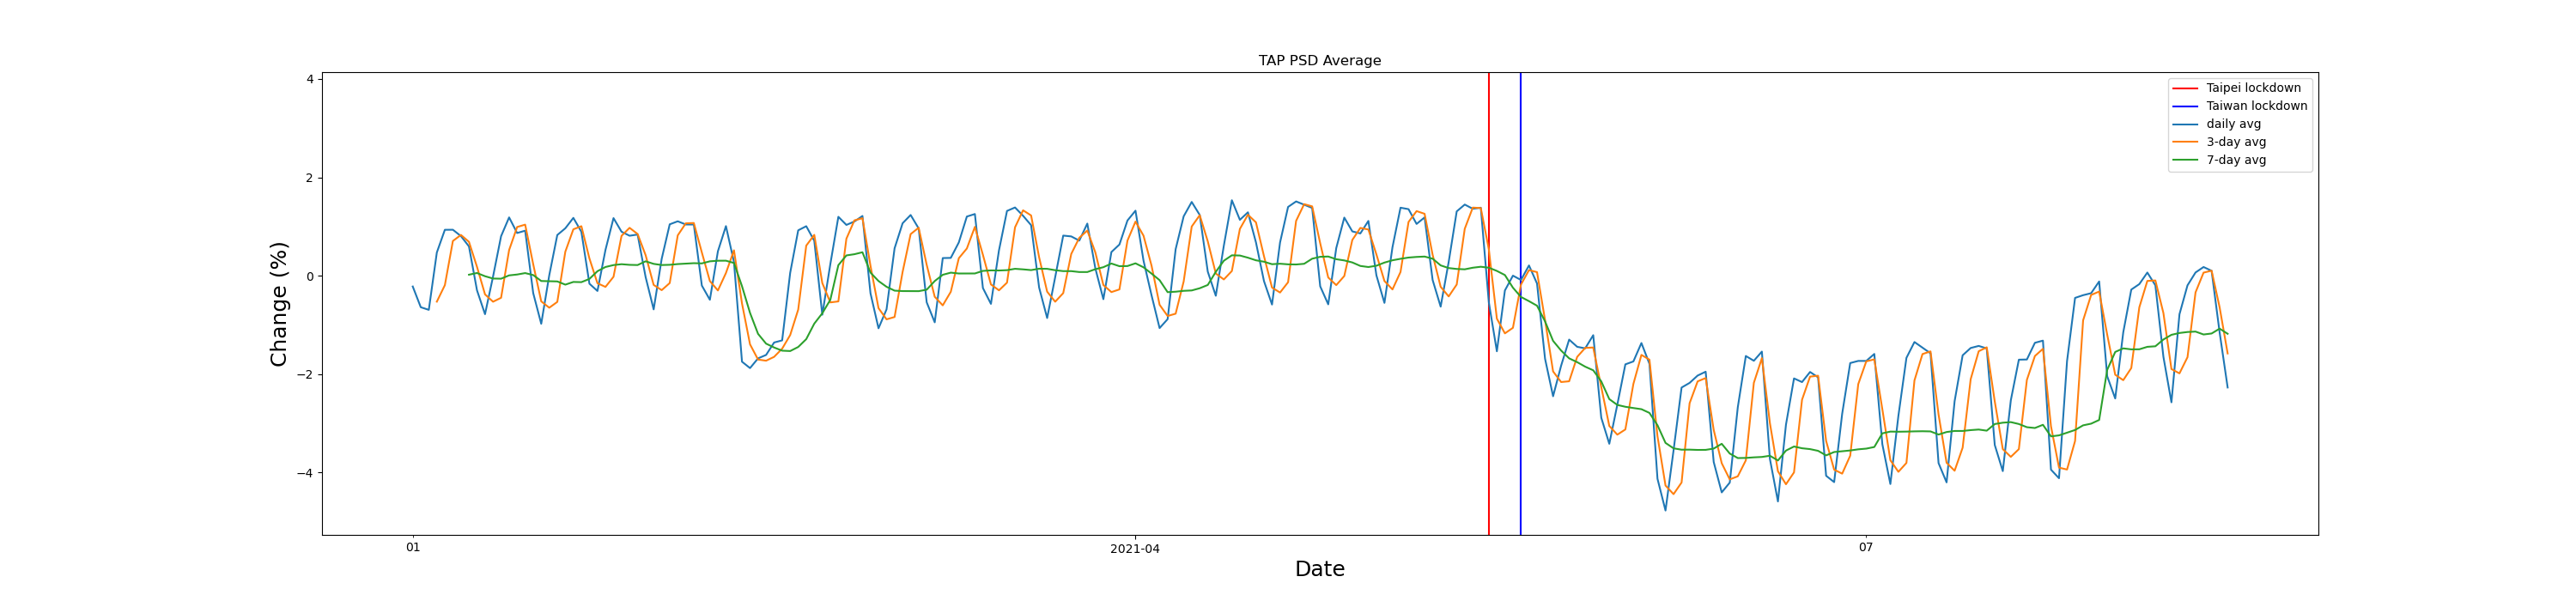 TAP PSD Average
4
2
0
−2
−4
Change (%)
Taipei lockdown
Taiwan lockdown
daily avg
3-day avg
7-day avg
01
2021-04
07
Date